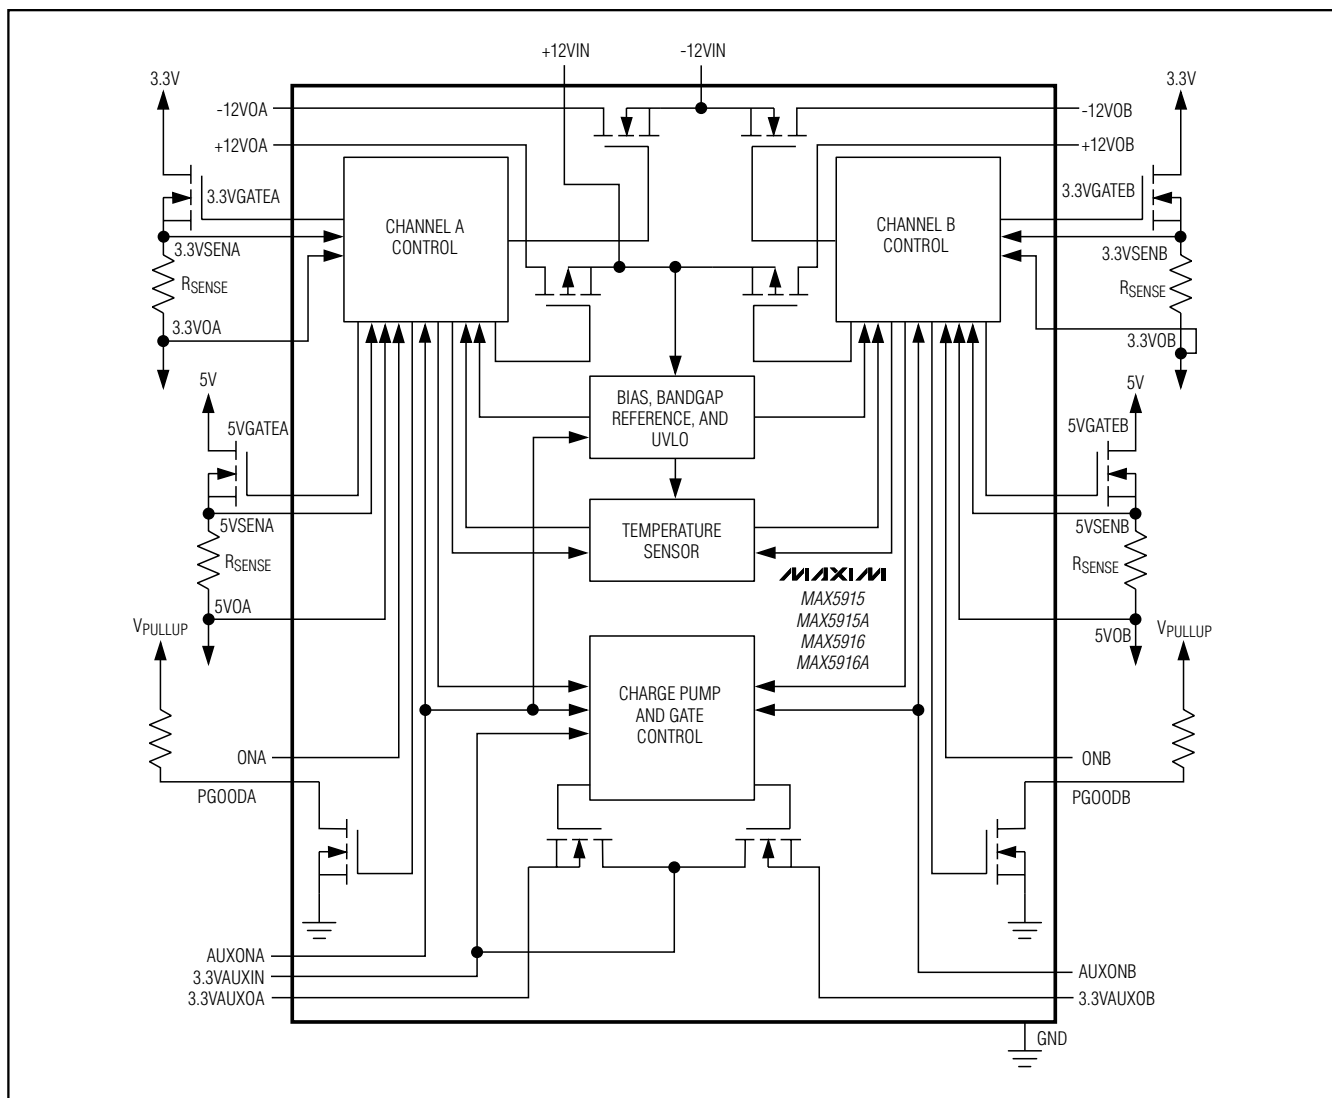 +12VIN
-12VIN
3.3V
3.3V
-12VOA
-12VOB
+12VOA
+12VOB
3.3VGATEA
CHANNEL A
CONTROL
CHANNEL B
CONTROL
3.3VGATEB
3.3VSENA
3.3VSENB
RSENSE
RSENSE
3.3VOA
3.3VOB
5V
5V
BIAS, BANDGAP
REFERENCE, AND
UVLO
5VGATEA
5VGATEB
5VSENA
5VSENB
TEMPERATURE
SENSOR
RSENSE
RSENSE
MAXIM
MAX5915
MAX5915A
MAX5916
MAX5916A
5VOA
5VOB
VPULLUP
VPULLUP
CHARGE PUMP
AND GATE
CONTROL
ONA
ONB
PGOODA
PGOODB
AUXONA
3.3VAUXIN
3.3VAUXOA
AUXONB
3.3VAUXOB
GND